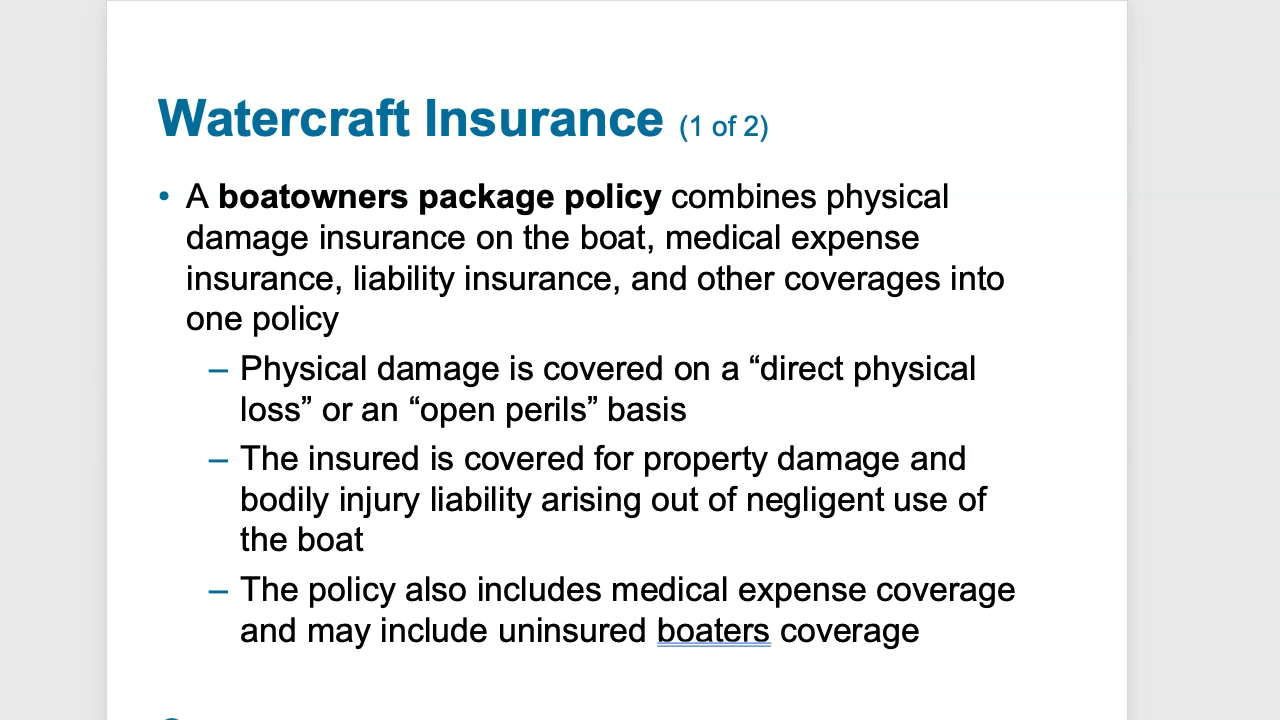 Watercraft Insurance (1 of 2)
• A boatowners package policy combines physical
damage insurance on the boat, medical expense
insurance, liability insurance, and other coverages into
one policy
– Physical damage is covered on a “direct physical
loss” or an “open perils” basis
– The insured is covered for property damage and
bodily injury liability arising out of negligent use of
the boat
– The policy also includes medical expense coverage
and may include uninsured boaters coverage